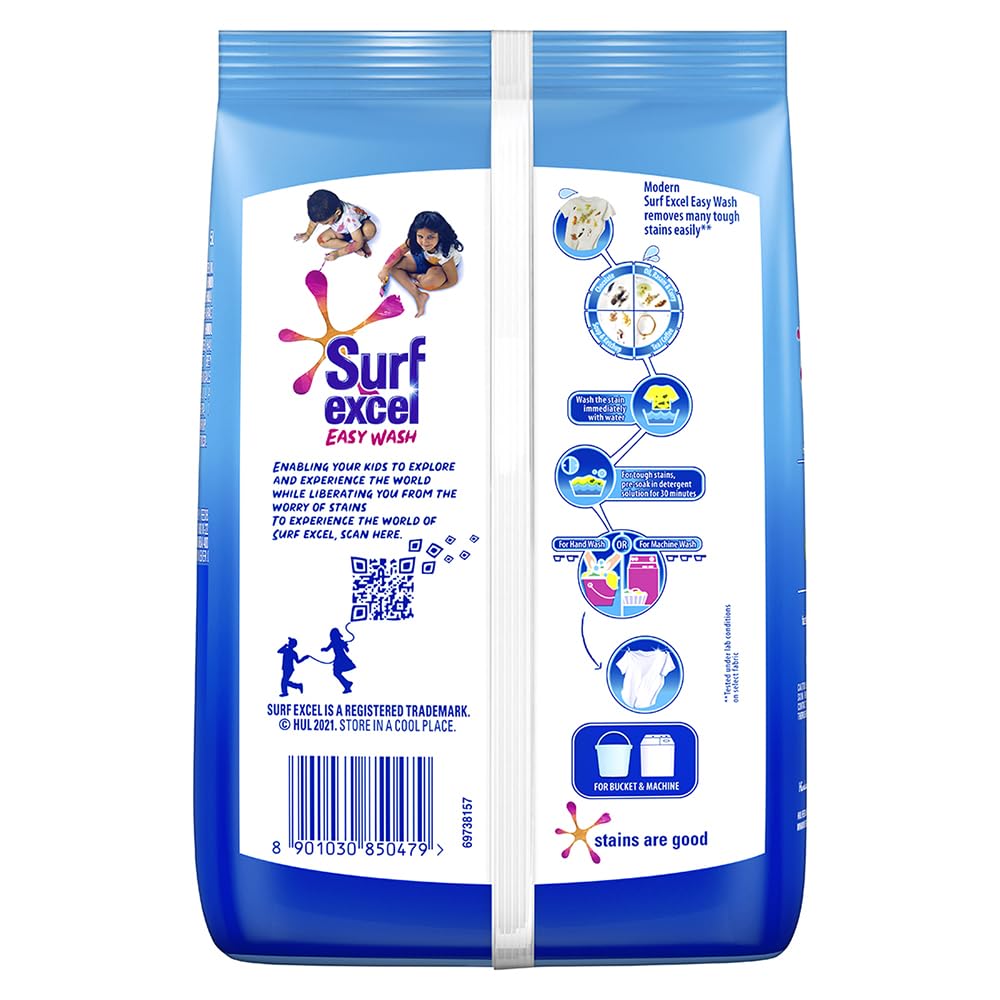 Surf
excel
EASY WASH
ENABLING YOUR KIDS TO EXPLORE
AND EXPERIENCE THE WORLD
WHILE LIBERATING YOU FROM THE
WORRY OF STAINS
TO EXPERIENCE THE WORLD OF
SURF EXCEL, SCAN HERE.
SURF EXCEL IS A REGISTERED TRADEMARK.
© HUL 2021. STORE IN A COOL PLACE.
8 901030 850479 >
69738157
Modern
Surf Excel Easy Wash
removes many tough
stains easily**
Wash the stain
immediately
with water
For tough stains,
pre-soak in detergent
solution for 30 minutes
For Hand Wash OR For Machine Wash
**Tested under lab conditions
on select fabric
FOR BUCKET & MACHINE
stains are good